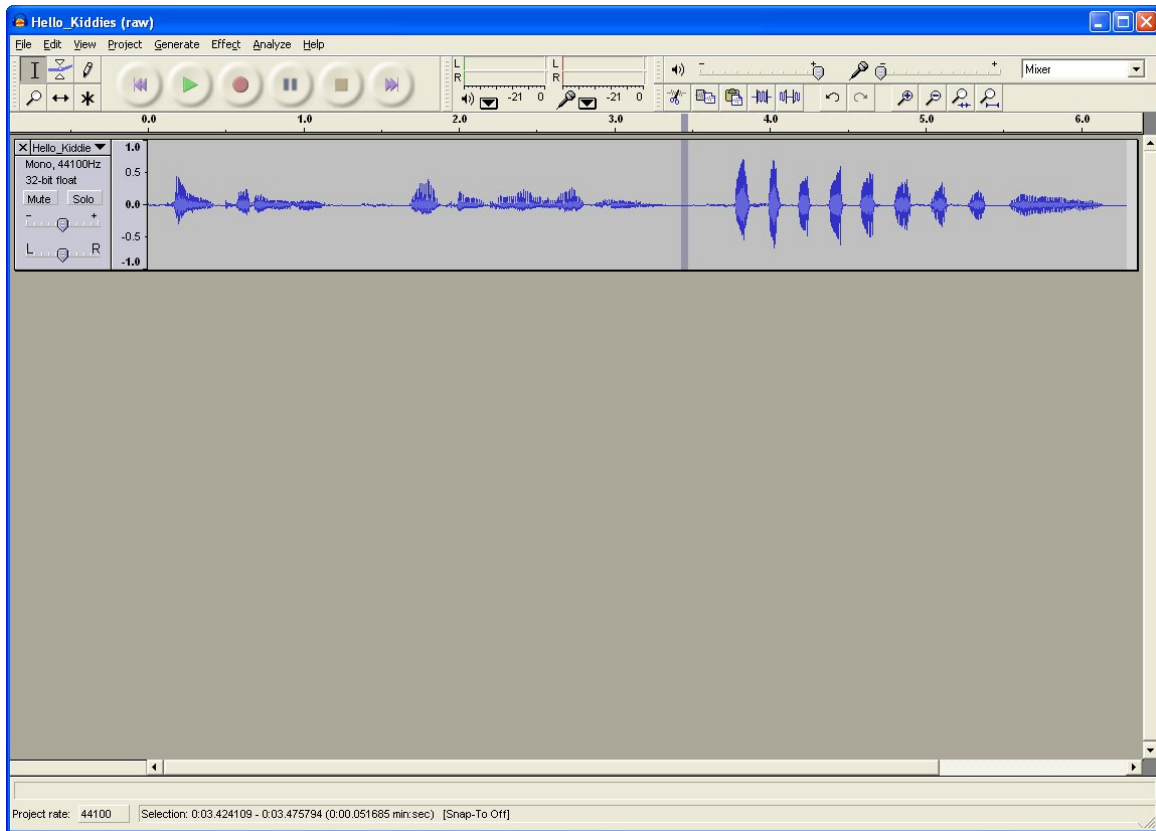 Hello_Kiddies (raw)
File Edit View Project Generate Effect Analyze Help
L R -21 0 L R -21 0 - + - + Mixer
0.0 1.0 2.0 3.0 4.0 5.0 6.0
Hello_Kiddie 1.0
Mono, 44100Hz
32-bit float 0.5
Mute Solo
- + 0.0
L R -0.5
-1.0
Project rate: 44100 Selection: 0:03.424109 - 0:03.475794 (0:00.051685 min:sec) [Snap-To Off]